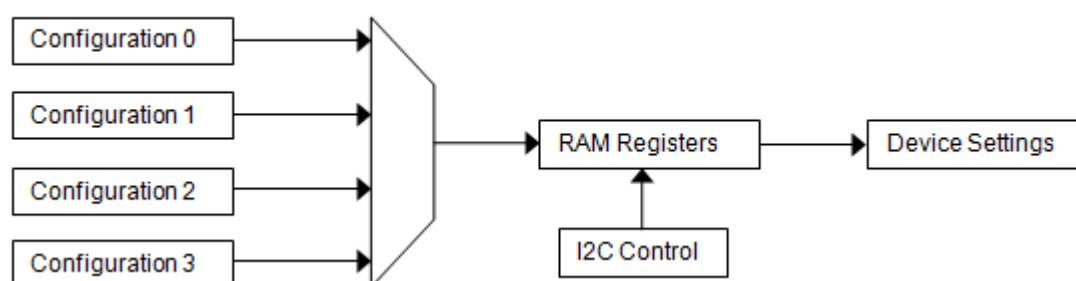 Configuration 0
Configuration 1
Configuration 2
Configuration 3
RAM Registers
I2C Control
Device Settings